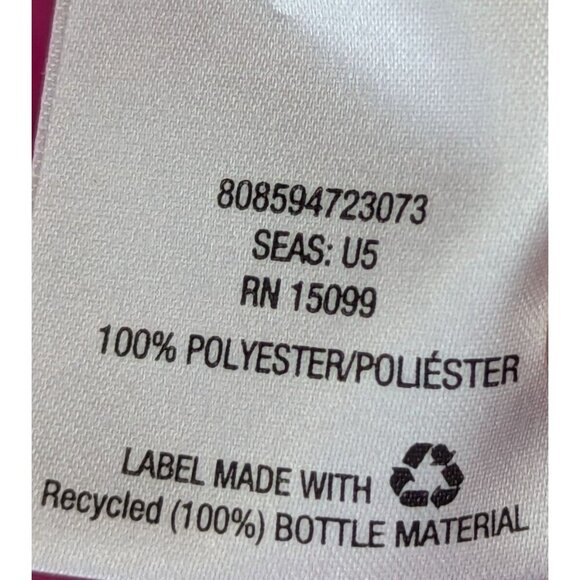 808594723073
SEAS: U5
RN 15099
100% POLYESTER/POLIÉSTER
LABEL MADE WITH
Recycled (100%) BOTTLE MATERIAL